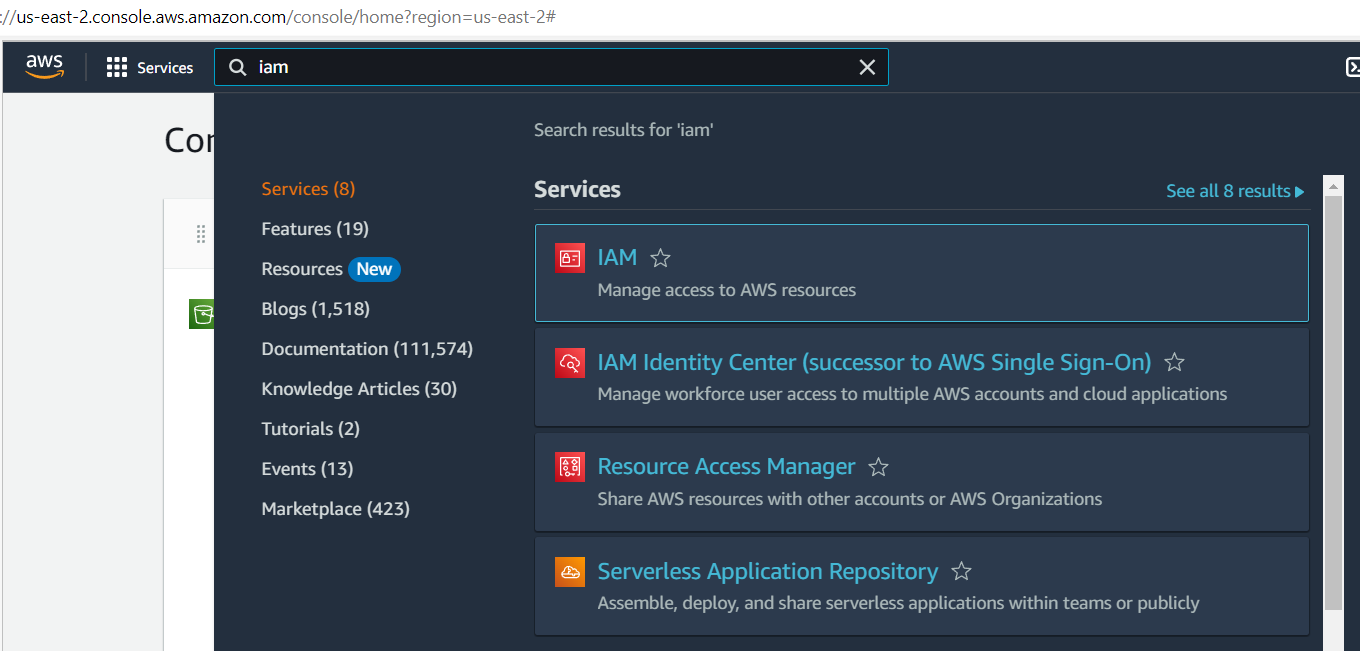 ://us-east-2.console.aws.amazon.com/console/home?region=us-east-2#
aws
Services
iam
Search results for 'iam'
Services (8)
Features (19)
Resources New
Blogs (1,518)
Documentation (111,574)
Knowledge Articles (30)
Tutorials (2)
Events (13)
Marketplace (423)
Services
See all 8 results
IAM
Manage access to AWS resources
IAM Identity Center (successor to AWS Single Sign-On)
Manage workforce user access to multiple AWS accounts and cloud applications
Resource Access Manager
Share AWS resources with other accounts or AWS Organizations
Serverless Application Repository
Assemble, deploy, and share serverless applications within teams or publicly